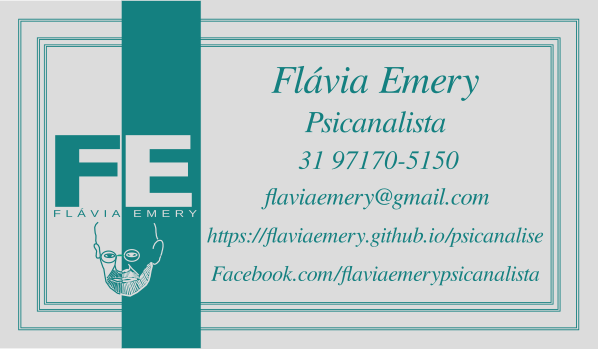 FE
FLÁVIA EMERY
Flávia Emery
Psicanalista
31 97170-5150
flaviaemery@gmail.com
https://flaviaemery.github.io/psicanalise
Facebook.com/flaviaemerypsicanalista